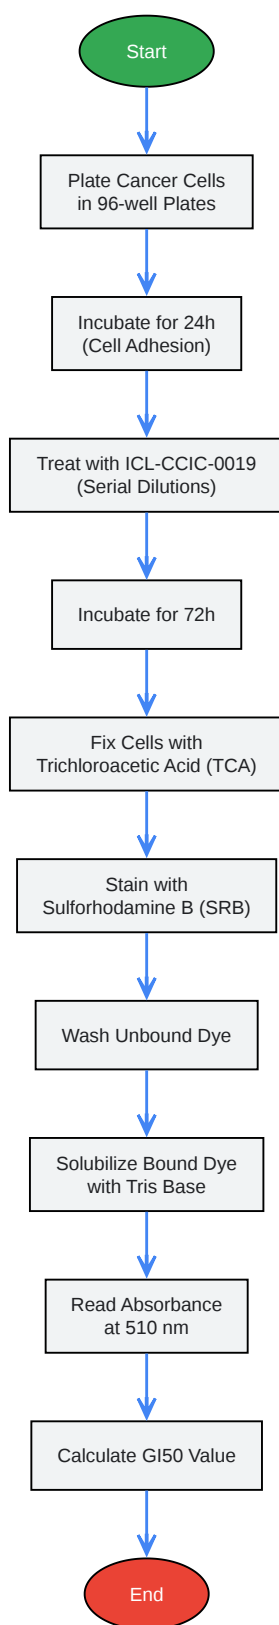 Start
Plate Cancer Cells
in 96-well Plates
Incubate for 24h
(Cell Adhesion)
Treat with ICL-CCIC-0019
(Serial Dilutions)
Incubate for 72h
Fix Cells with
Trichloroacetic Acid (TCA)
Stain with
Sulforhodamine B (SRB)
Wash Unbound Dye
Solubilize Bound Dye
with Tris Base
Read Absorbance
at 510 nm
Calculate GI50 Value
End